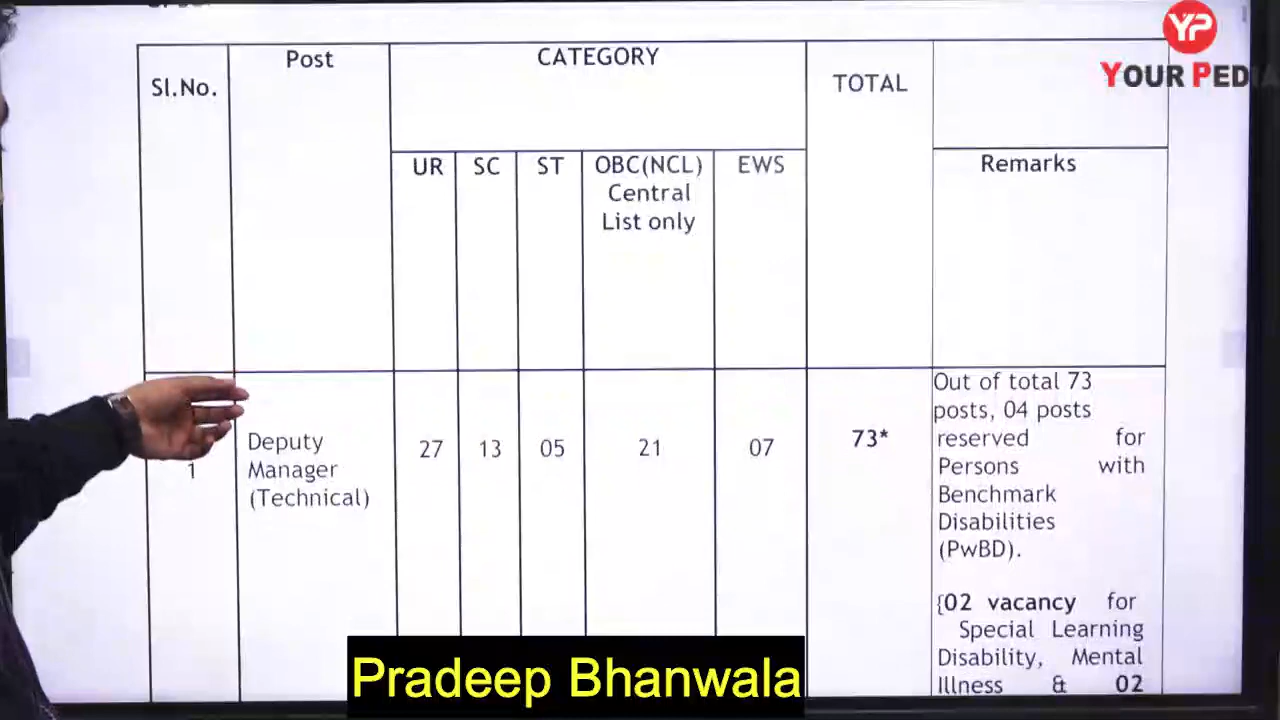 YP
YOUR PED
Sl.No.
Post
CATEGORY
TOTAL
UR
SC
ST
OBC(NCL)
Central
List only
EWS
Remarks
1
Deputy
Manager
(Technical)
27
13
05
21
07
73*
Out of total 73
posts, 04 posts
reserved for
Persons with
Benchmark
Disabilities
(PwBD).
{02 vacancy for
Special Learning
Disability, Mental
Illness & 02
Pradeep Bhanwala